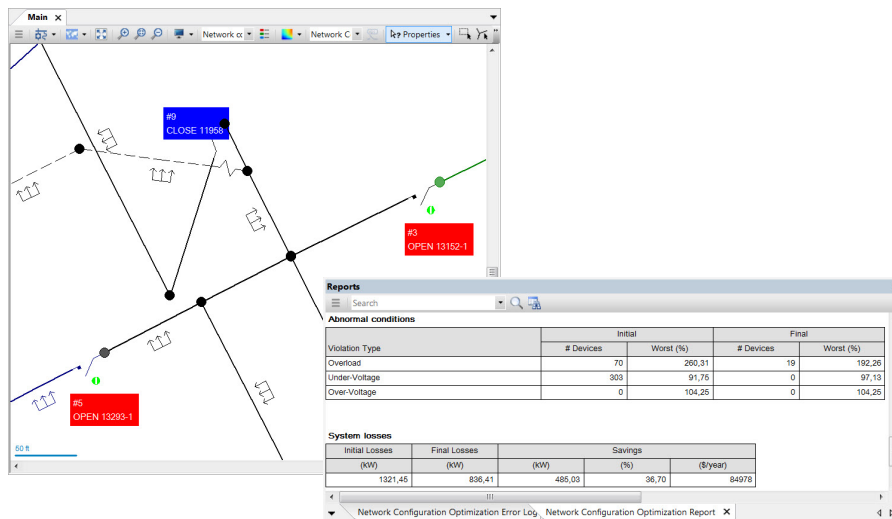 Main
Network cc
Network C
Properties
#9
CLOSE 11958
#3
OPEN 13152-1
#5
OPEN 13293-1
50 ft
Reports
Search
Abnormal conditions
Initial Final
Violation Type # Devices Worst (%) # Devices Worst (%)
Overload 70 260,31 19 192,26
Under-Voltage 303 91,75 0 97,13
Over-Voltage 0 104,25 0 104,25
System losses
Initial Losses Final Losses Savings
(kW) (kW) (kW) (%) ($/year)
1321,45 836,41 485,03 36,70 84978
Network Configuration Optimization Error Log Network Configuration Optimization Report